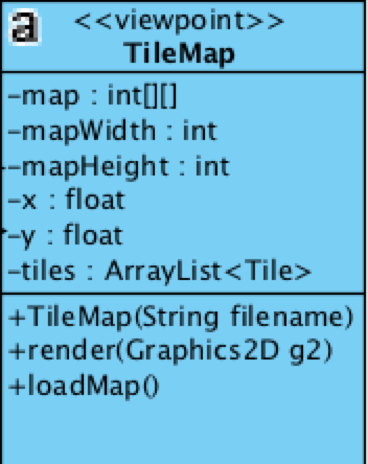 a <<viewpoint>>
TileMap
-map : int[][]
-mapWidth : int
-mapHeight : int
-x : float
-y : float
-tiles : ArrayList<Tile>
+TileMap(String filename)
+render(Graphics2D g2)
+loadMap()